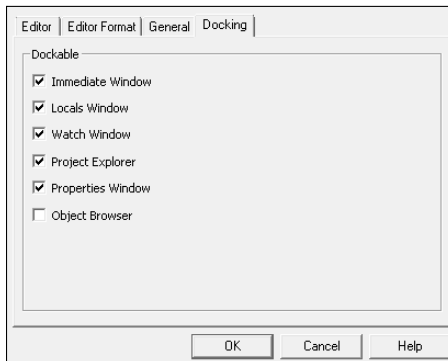 Editor Editor Format General Docking
Dockable
Immediate Window
Locals Window
Watch Window
Project Explorer
Properties Window
Object Browser
OK Cancel Help